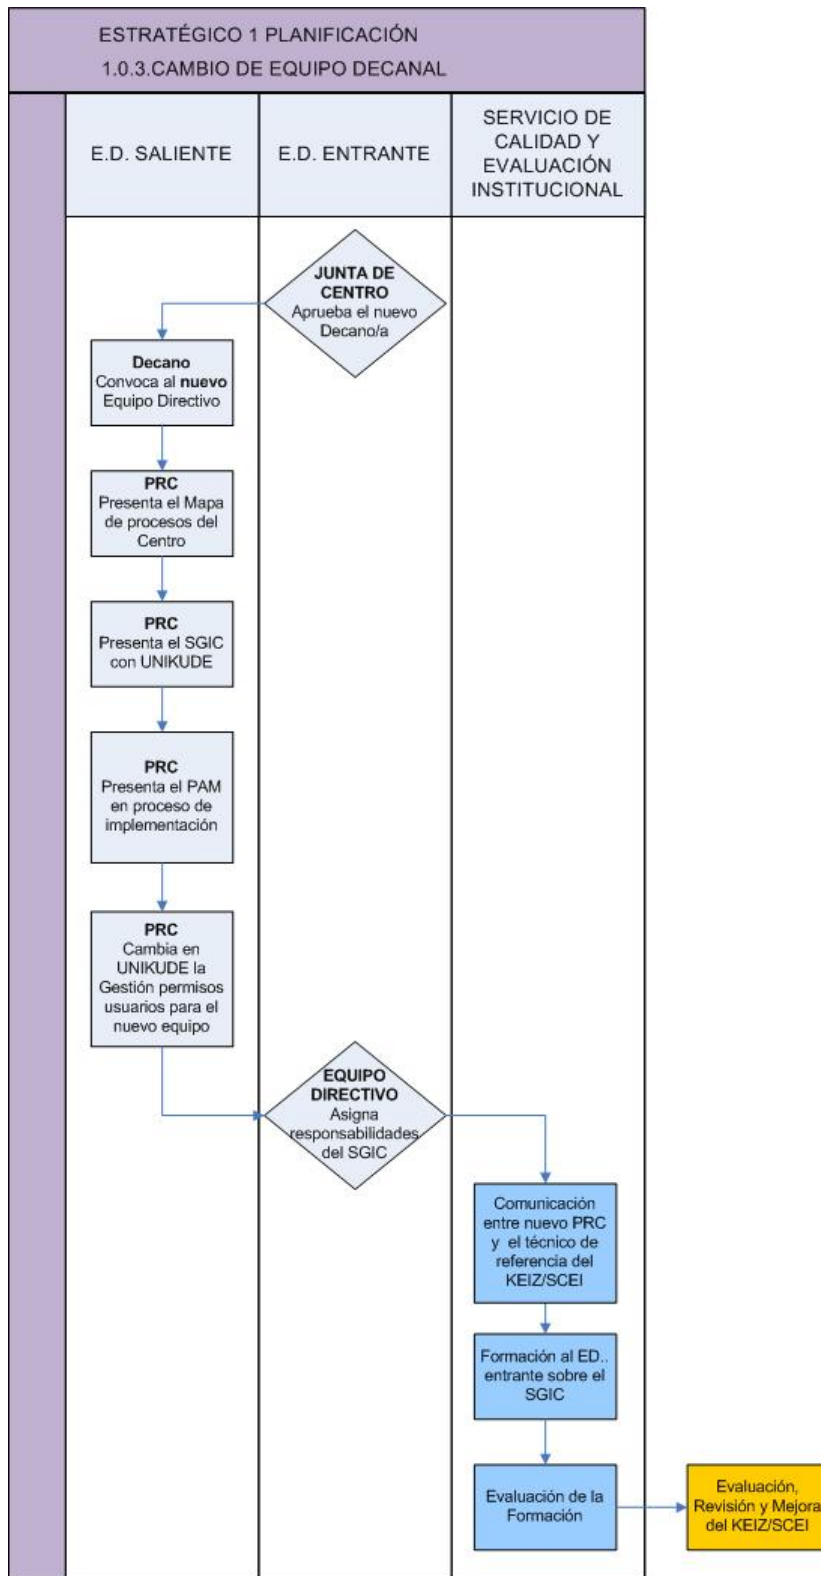 ESTRATÉGICO 1 PLANIFICACIÓN
1.0.3.CAMBIO DE EQUIPO DECANAL
E.D. SALIENTE
E.D. ENTRANTE
SERVICIO DE
CALIDAD Y
EVALUACIÓN
INSTITUCIONAL
JUNTA DE
CENTRO
Aprueba el nuevo
Decano/a
Decano
Convoca al nuevo
Equipo Directivo
PRC
Presenta el Mapa
de procesos del
Centro
PRC
Presenta el SGIC
con UNIKUDE
PRC
Presenta el PAM
en proceso de
implementación
PRC
Cambia en
UNIKUDE la
Gestión permisos
usuarios para el
nuevo equipo
EQUIPO
DIRECTIVO
Asigna
responsabilidades
del SGIC
Comunicación
entre nuevo PRC
y el técnico de
referencia del
KEIZ/SCEI
Formación al ED..
entrante sobre el
SGIC
Evaluación de la
Formación
Evaluación,
Revisión y Mejora
del KEIZ/SCEI